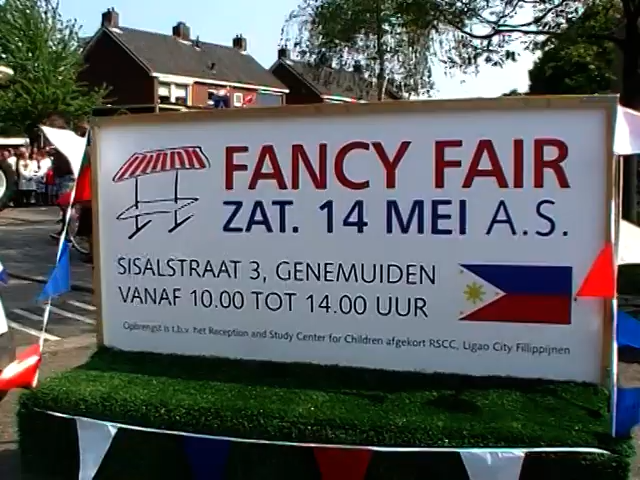 FANCY FAIR
ZAT. 14 MEI A.S.
SISALSTRAAT 3, GENEMUIDEN
VANAF 10.00 TOT 14.00 UUR
Opbrengst is t.b.v. het Reception and Study Center for Children afgekort RSCC, Ligao City Filippijnen